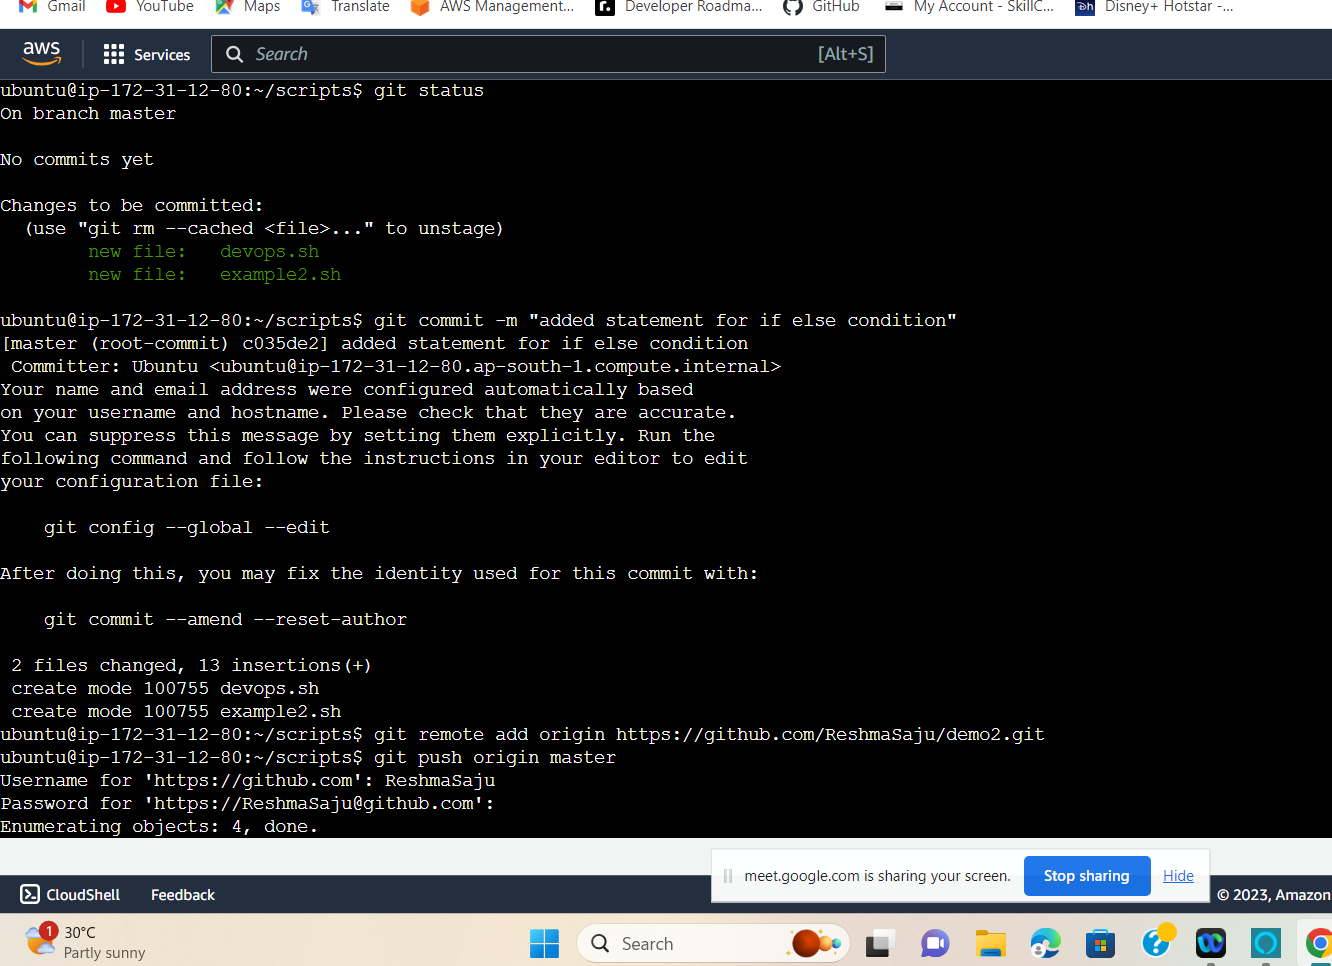 Gmail YouTube Maps Translate AWS Management... Developer Roadma... GitHub My Account - SkillC... Disney+ Hotstar -...
aws Services Search [Alt+S]
ubuntu@ip-172-31-12-80:~/scripts$ git status
On branch master
No commits yet
Changes to be committed:
(use "git rm --cached <file>..." to unstage)
new file: devops.sh
new file: example2.sh
ubuntu@ip-172-31-12-80:~/scripts$ git commit -m "added statement for if else condition"
[master (root-commit) c035de2] added statement for if else condition
Committer: Ubuntu <ubuntu@ip-172-31-12-80.ap-south-1.compute.internal>
Your name and email address were configured automatically based
on your username and hostname. Please check that they are accurate.
You can suppress this message by setting them explicitly. Run the
following command and follow the instructions in your editor to edit
your configuration file:
git config --global --edit
After doing this, you may fix the identity used for this commit with:
git commit --amend --reset-author
2 files changed, 13 insertions(+)
create mode 100755 devops.sh
create mode 100755 example2.sh
ubuntu@ip-172-31-12-80:~/scripts$ git remote add origin https://github.com/ReshmaSaju/demo2.git
ubuntu@ip-172-31-12-80:~/scripts$ git push origin master
Username for 'https://github.com': ReshmaSaju
Password for 'https://ReshmaSaju@github.com':
Enumerating objects: 4, done.
meet.google.com is sharing your screen. Stop sharing Hide
CloudShell Feedback © 2023, Amazon
1 30°C
Partly sunny
Search